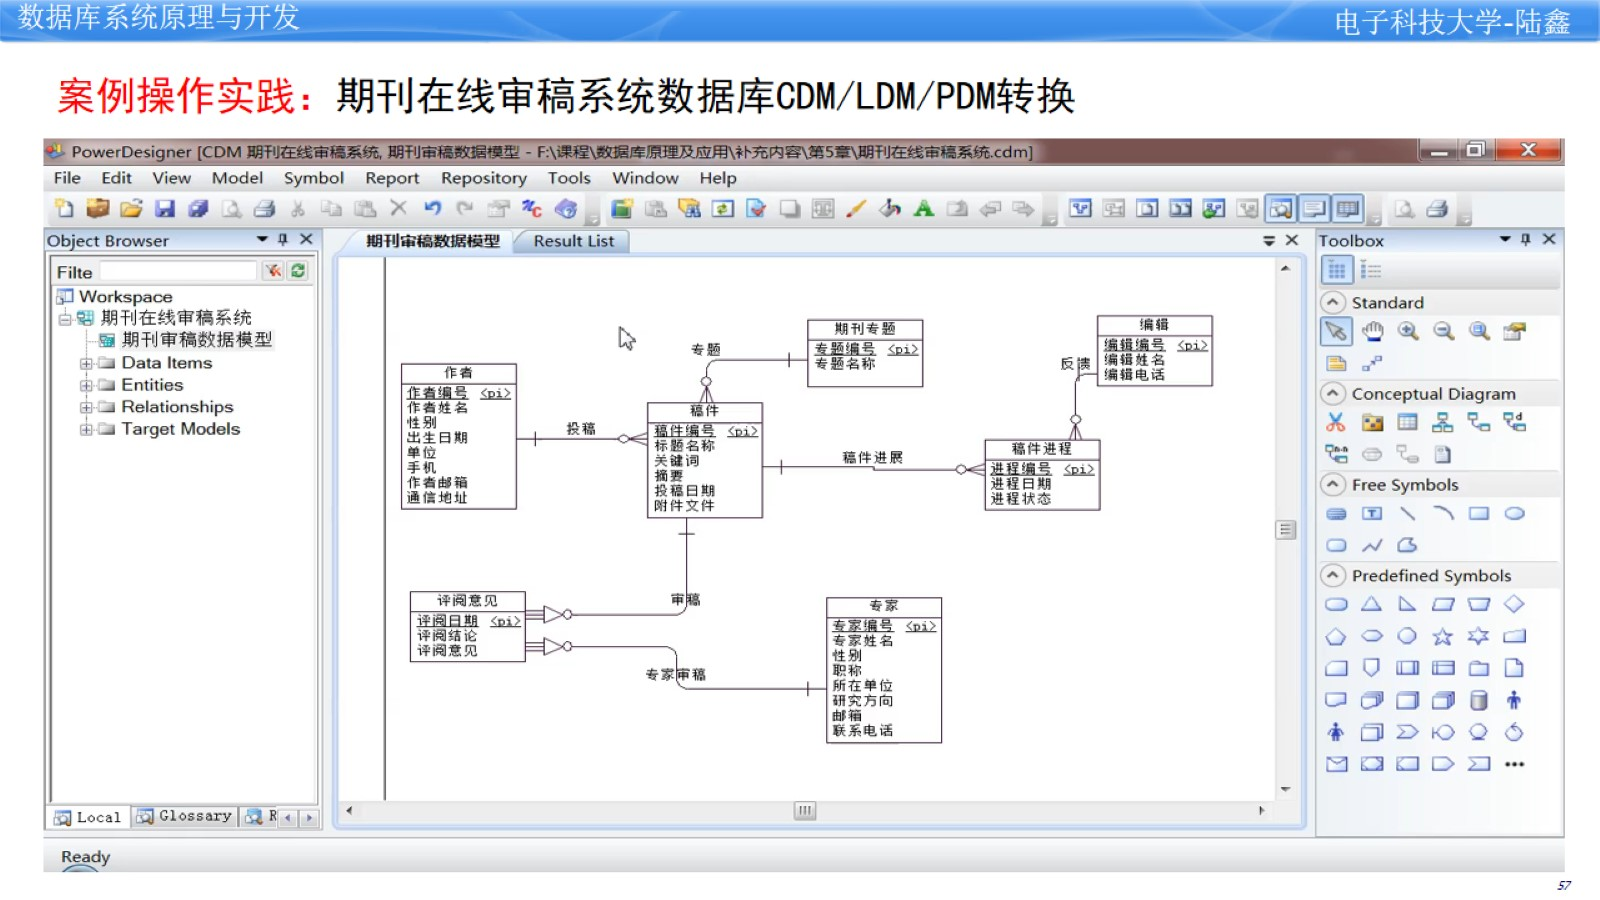 数据库系统原理与开发
电子科技大学-陆鑫
案例操作实践：期刊在线审稿系统数据库CDM/LDM/PDM转换
PowerDesigner [CDM 期刊在线审稿系统, 期刊审稿数据模型 - F:\课程\数据库原理及应用\补充内容\第5章\期刊在线审稿系统.cdm]
File Edit View Model Symbol Report Repository Tools Window Help
Object Browser
期刊审稿数据模型 Result List
Toolbox
Filte
Workspace
期刊在线审稿系统
期刊审稿数据模型
Data Items
Entities
Relationships
Target Models
Local Glossary R
作者
作者编号 <pi>
作者姓名
性别
出生日期
单位
手机
作者邮箱
通信地址
投稿
专题
期刊专题
专题编号 <pi>
专题名称
稿件
稿件编号 <pi>
标题名称
关键词
摘要
投稿日期
附件文件
稿件进展
编辑
编辑编号 <pi>
编辑姓名
编辑电话
反馈
稿件进程
进程编号 <pi>
进程日期
进程状态
评阅意见
评阅日期 <pi>
评阅结论
评阅意见
审稿
专家审稿
专家
专家编号 <pi>
专家姓名
性别
职称
所在单位
研究方向
邮箱
联系电话
Standard
Conceptual Diagram
Free Symbols
Predefined Symbols
Ready
57